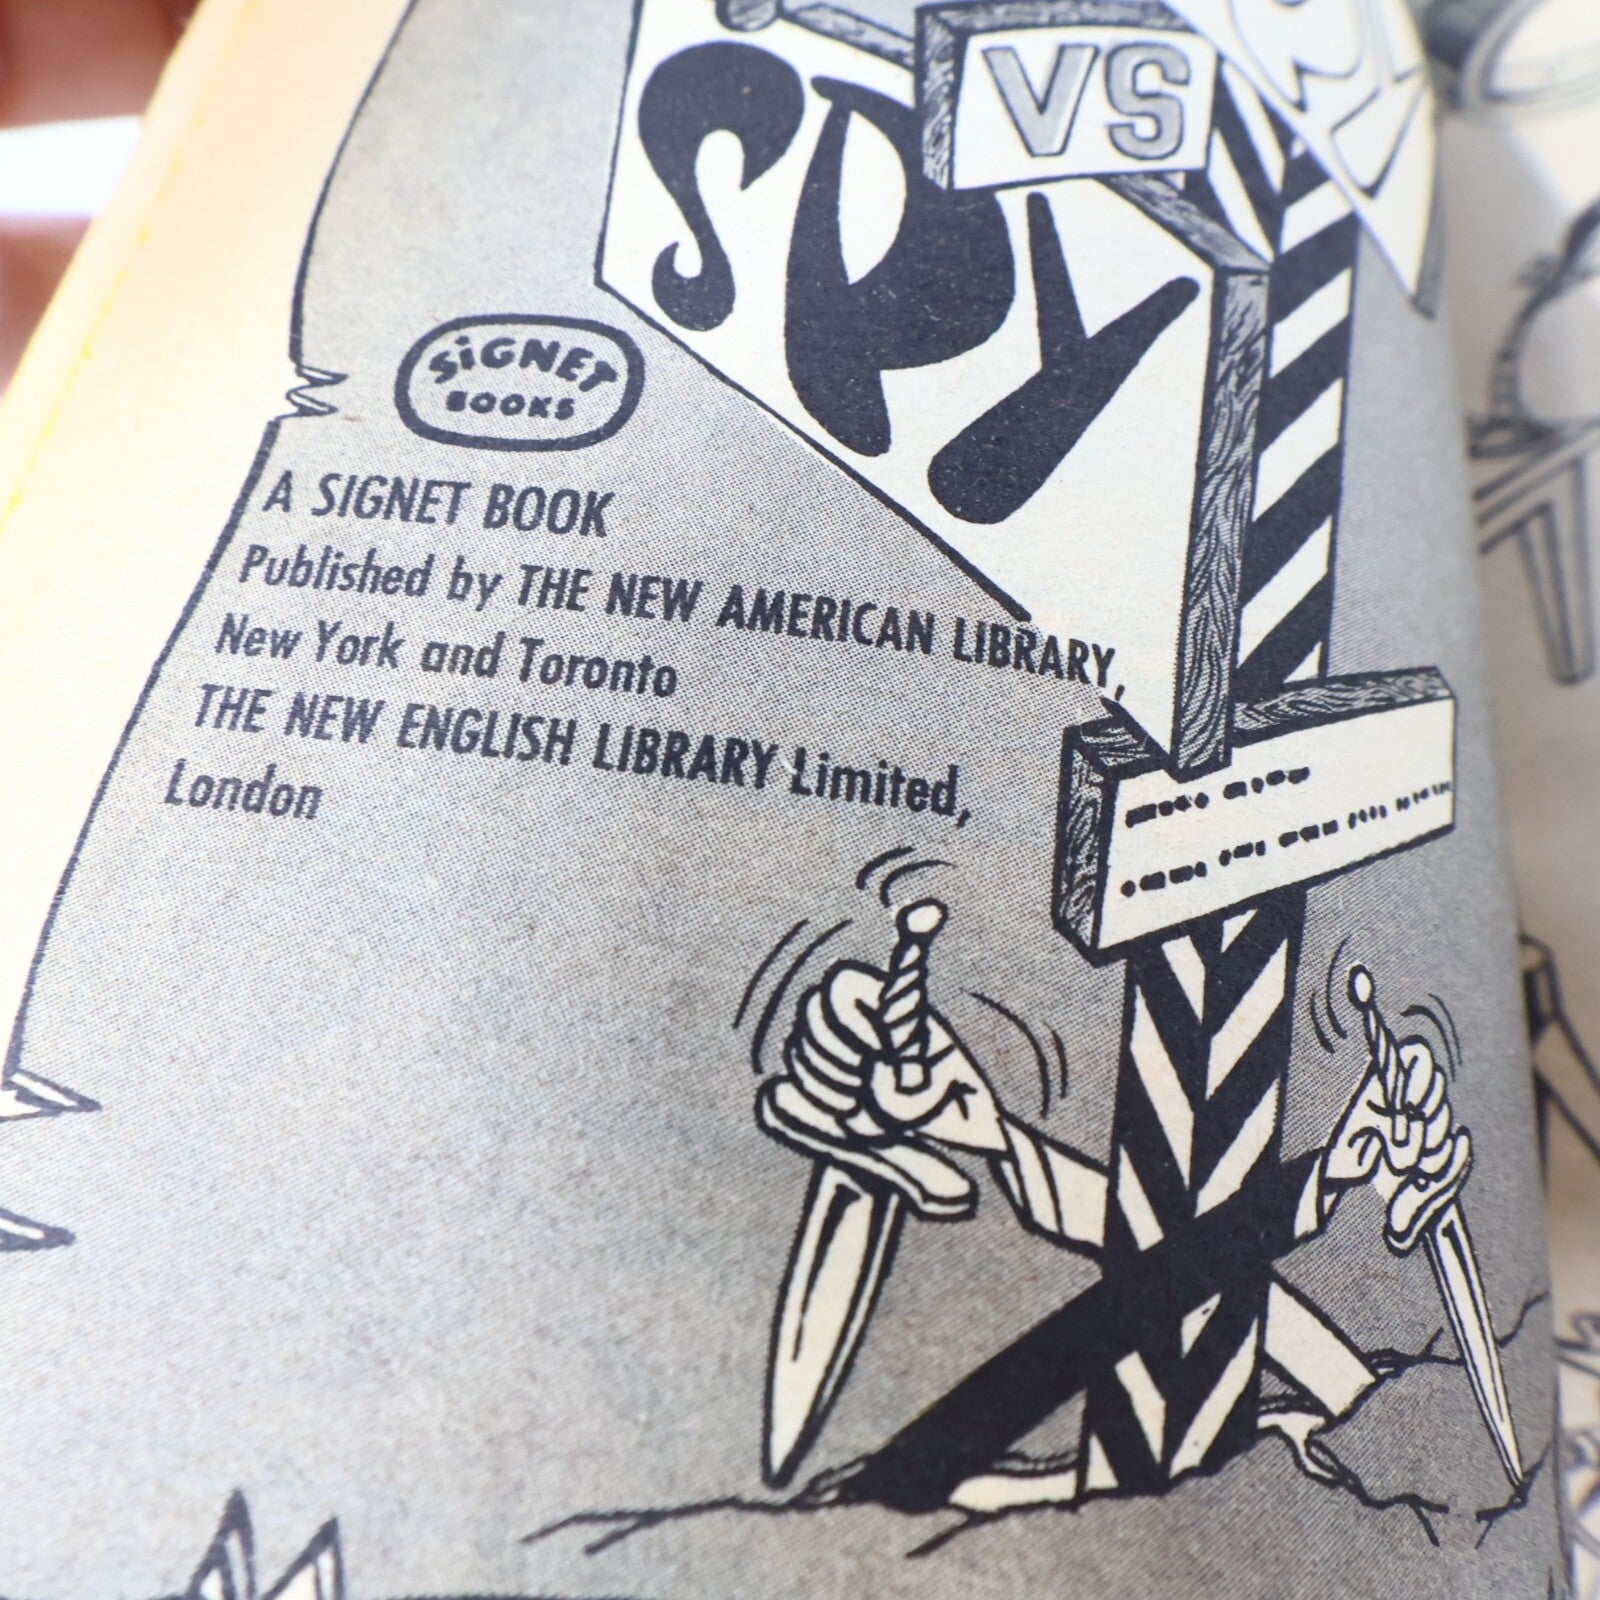 VS
SPY
SiGNET
BOOKS
A SIGNET BOOK
Published by THE NEW AMERICAN LIBRARY,
New York and Toronto
THE NEW ENGLISH LIBRARY Limited,
London